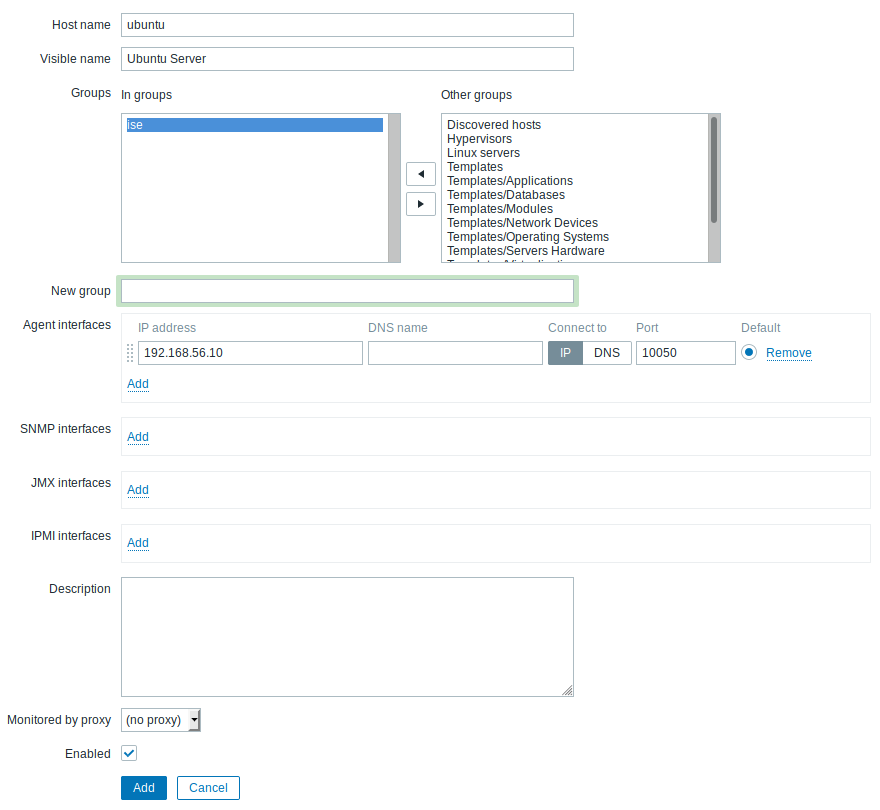 Host name ubuntu
Visible name Ubuntu Server
Groups In groups Other groups
ise
Discovered hosts
Hypervisors
Linux servers
Templates
Templates/Applications
Templates/Databases
Templates/Modules
Templates/Network Devices
Templates/Operating Systems
Templates/Servers Hardware
New group
Agent interfaces IP address DNS name Connect to Port Default
192.168.56.10 IP DNS 10050 Remove
Add
SNMP interfaces Add
JMX interfaces Add
IPMI interfaces Add
Description
Monitored by proxy (no proxy)
Enabled
Add Cancel